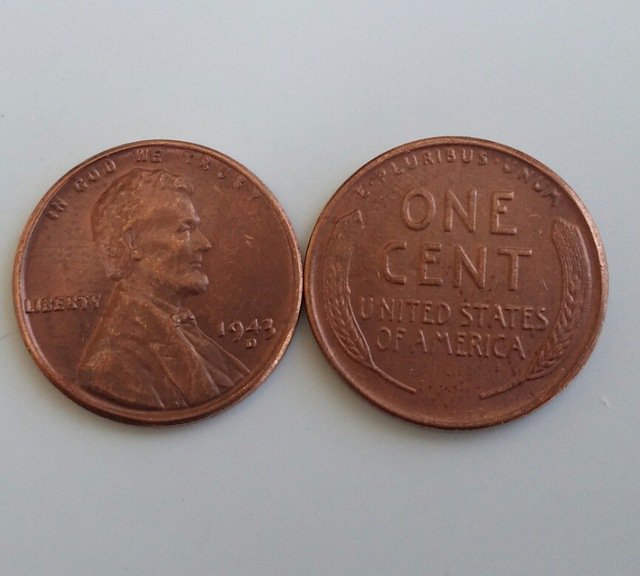 IN GOD WE TRUST
LIBERTY
1943
D
E·PLURIBUS·UNUM
ONE
CENT
UNITED STATES
OF AMERICA